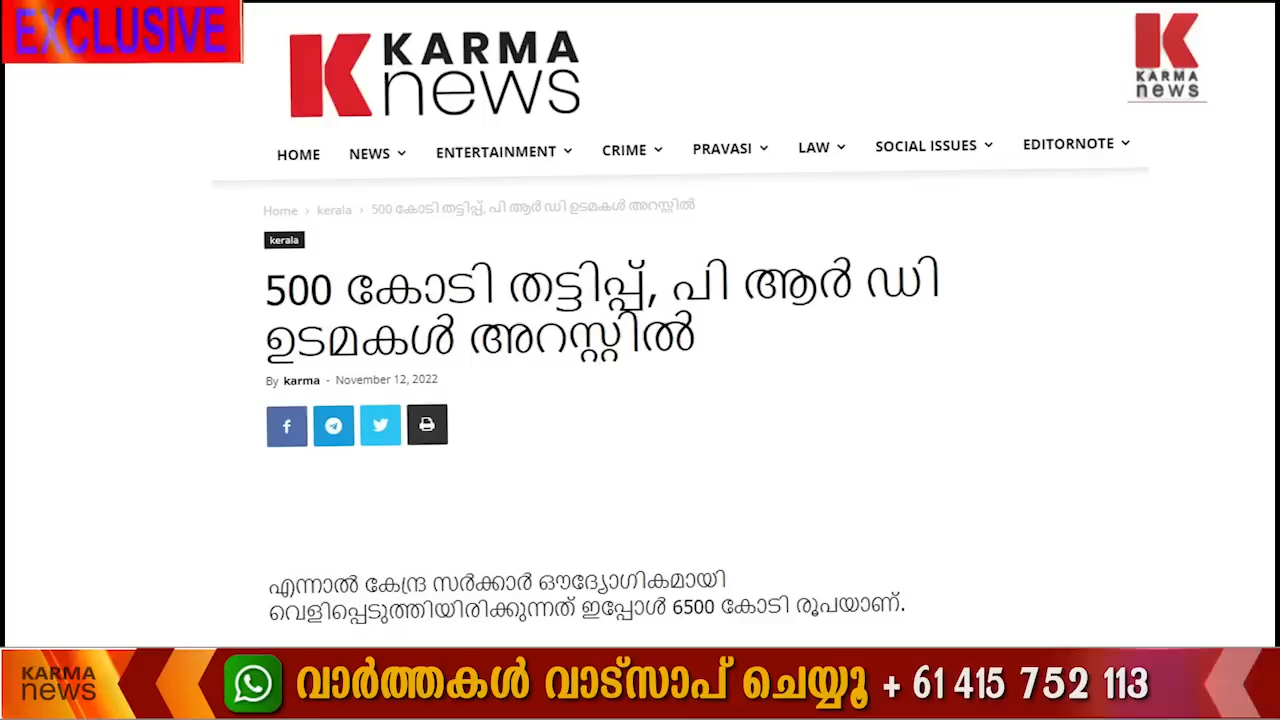 EXCLUSIVE
KARMA
news
KARMA
news
HOME NEWS ENTERTAINMENT CRIME PRAVASI LAW SOCIAL ISSUES EDITORNOTE
Home › kerala › 500 കോടി തട്ടിപ്പ്, പി ആർ ഡി ഉടമകൾ അറസ്റ്റിൽ
kerala
500 കോടി തട്ടിപ്പ്, പി ആർ ഡി
ഉടമകൾ അറസ്റ്റിൽ
By karma - November 12, 2022
എന്നാൽ കേന്ദ്ര സർക്കാർ ഔദ്യോഗികമായി
വെളിപ്പെടുത്തിയിരിക്കുന്നത് ഇപ്പോൾ 6500 കോടി രൂപയാണ്.
KARMA
news
വാർത്തകൾ വാട്സാപ് ചെയ്യൂ + 61 415 752 113